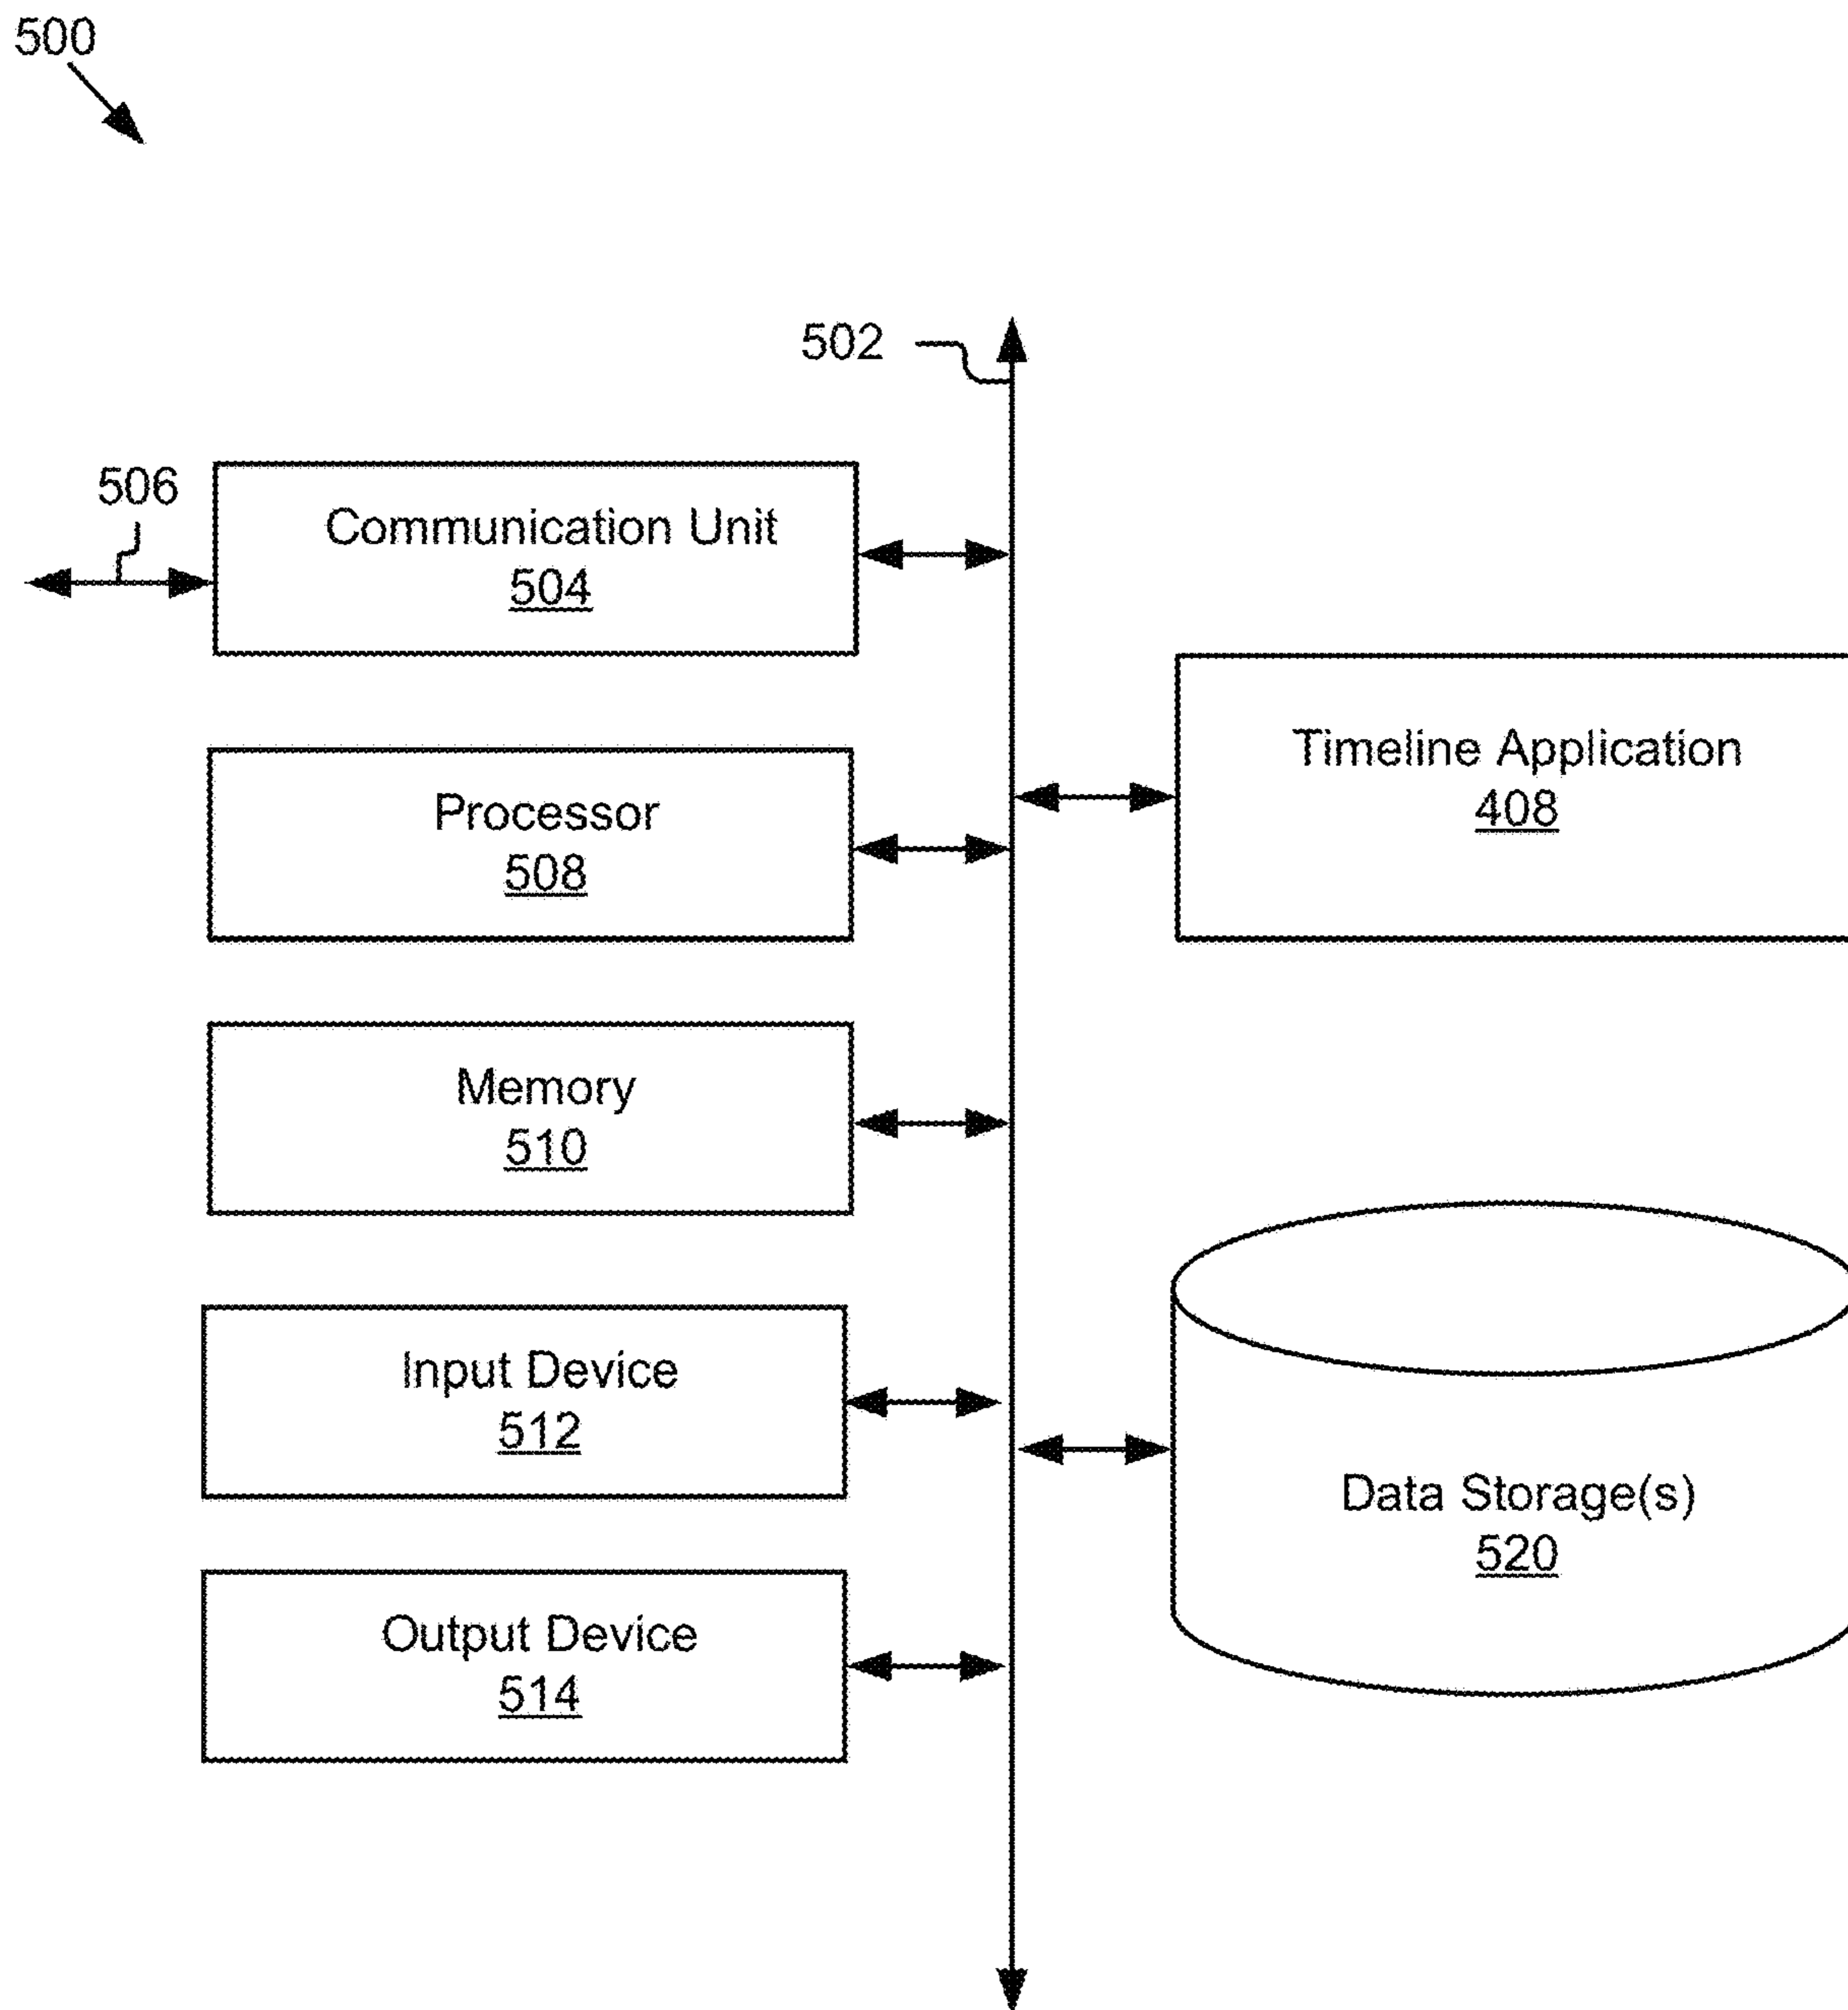 500
502
506
Communication Unit
504
Timeline Application
408
Processor
508
Memory
510
Input Device
512
Data Storage(s)
520
Output Device
514